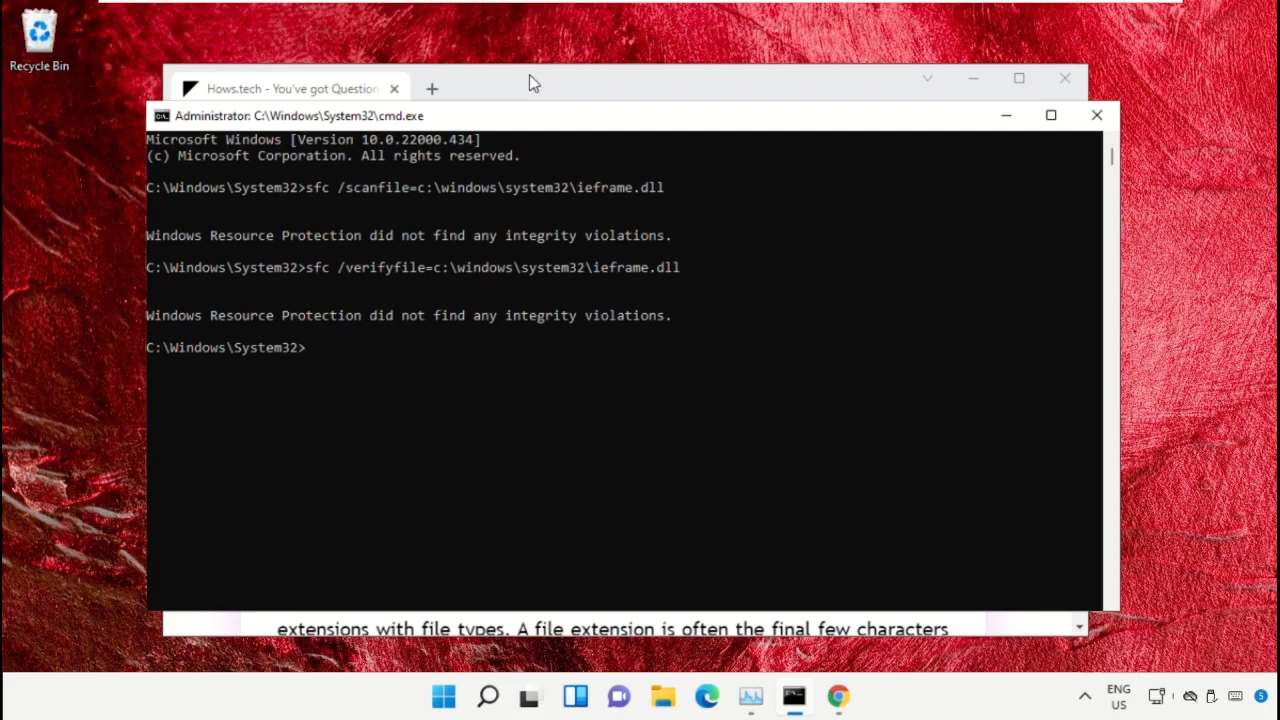 Recycle Bin
Hows.tech - You've got Question
Administrator: C:\Windows\System32\cmd.exe
Microsoft Windows [Version 10.0.22000.434]
(c) Microsoft Corporation. All rights reserved.
C:\Windows\System32>sfc /scanfile=c:\windows\system32\ieframe.dll
Windows Resource Protection did not find any integrity violations.
C:\Windows\System32>sfc /verifyfile=c:\windows\system32\ieframe.dll
Windows Resource Protection did not find any integrity violations.
C:\Windows\System32>
extensions with file types. A file extension is often the final few characters
ENG
US
5